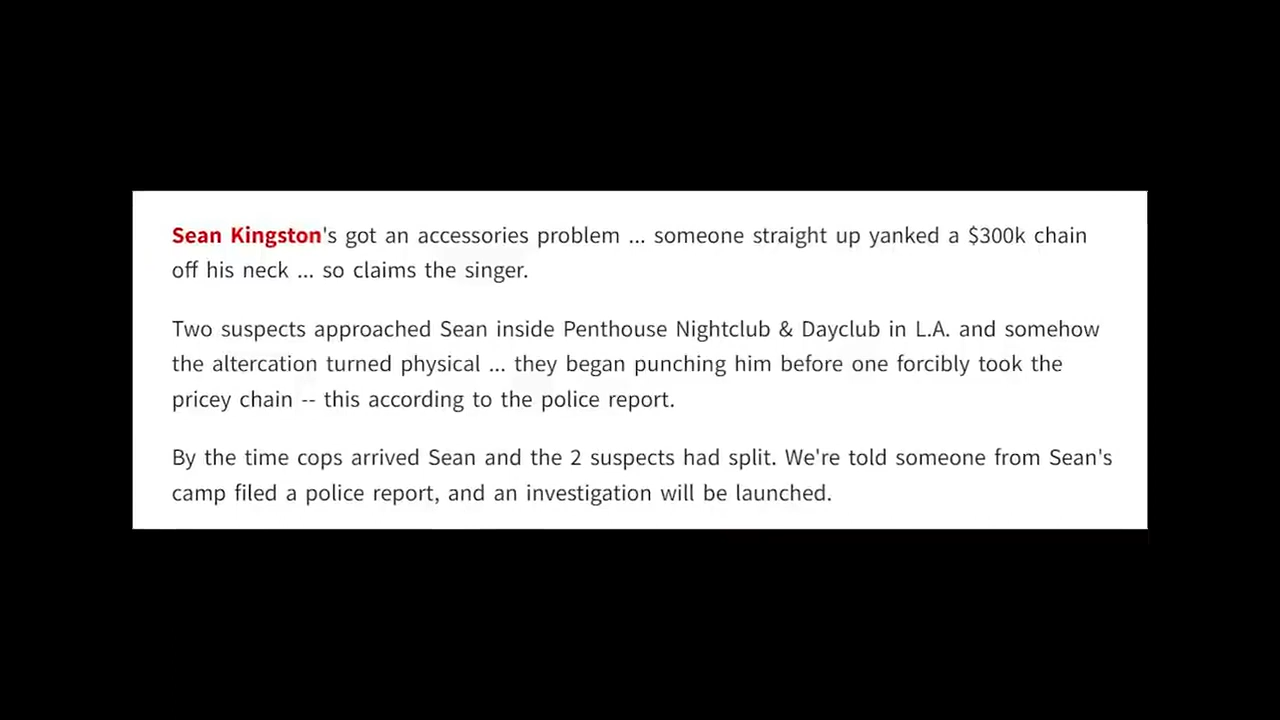 Sean Kingston's got an accessories problem ... someone straight up yanked a $300k chain
off his neck ... so claims the singer.
Two suspects approached Sean inside Penthouse Nightclub & Dayclub in L.A. and somehow
the altercation turned physical ... they began punching him before one forcibly took the
pricey chain -- this according to the police report.
By the time cops arrived Sean and the 2 suspects had split. We're told someone from Sean's
camp filed a police report, and an investigation will be launched.